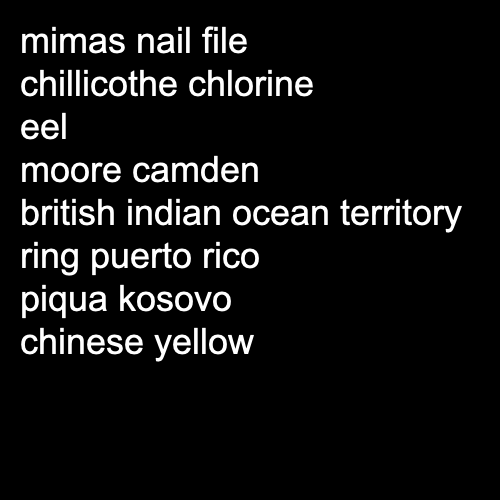 mimas nail file
chillicothe chlorine
eel
moore camden
british indian ocean territory
ring puerto rico
piqua kosovo
chinese yellow